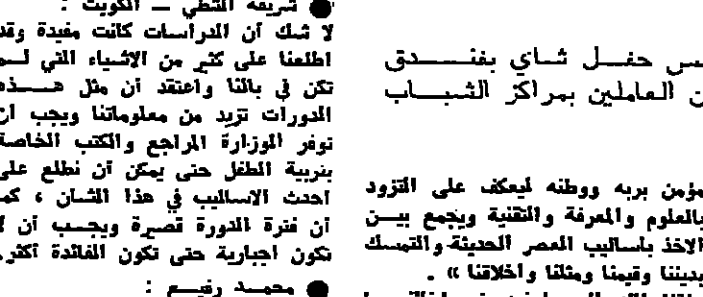 شريفة القطي — الكويت :
لا شك أن الدراسات كانت مفيدة وقد
اطلعنا على كثير من الاشياء التي لم
تكن في بالنا واعتقد أن مثل هذه
الدورات تزيد من معلوماتنا ويجب ان
توفر الوزارة المراجع والكتب الخاصة
بتربية الطفل حتى يمكن أن نطلع على
احدث الاساليب في هذا الشان ، كما
أن فترة الدورة قصيرة ويجب أن لا
تكون اجبارية حتى تكون الفائدة أكثر .
محمد رفيع :
حفل شاي بفندق
العاملين بمراكز الشباب
مؤمن بربه ووطنه ليعكف على التزود
بالعلوم والمعرفة والتقنية ويجمع بين
الاخذ باساليب العصر الحديثة والتمسك
بديننا وقيمنا ومثلنا واخلاقنا » .